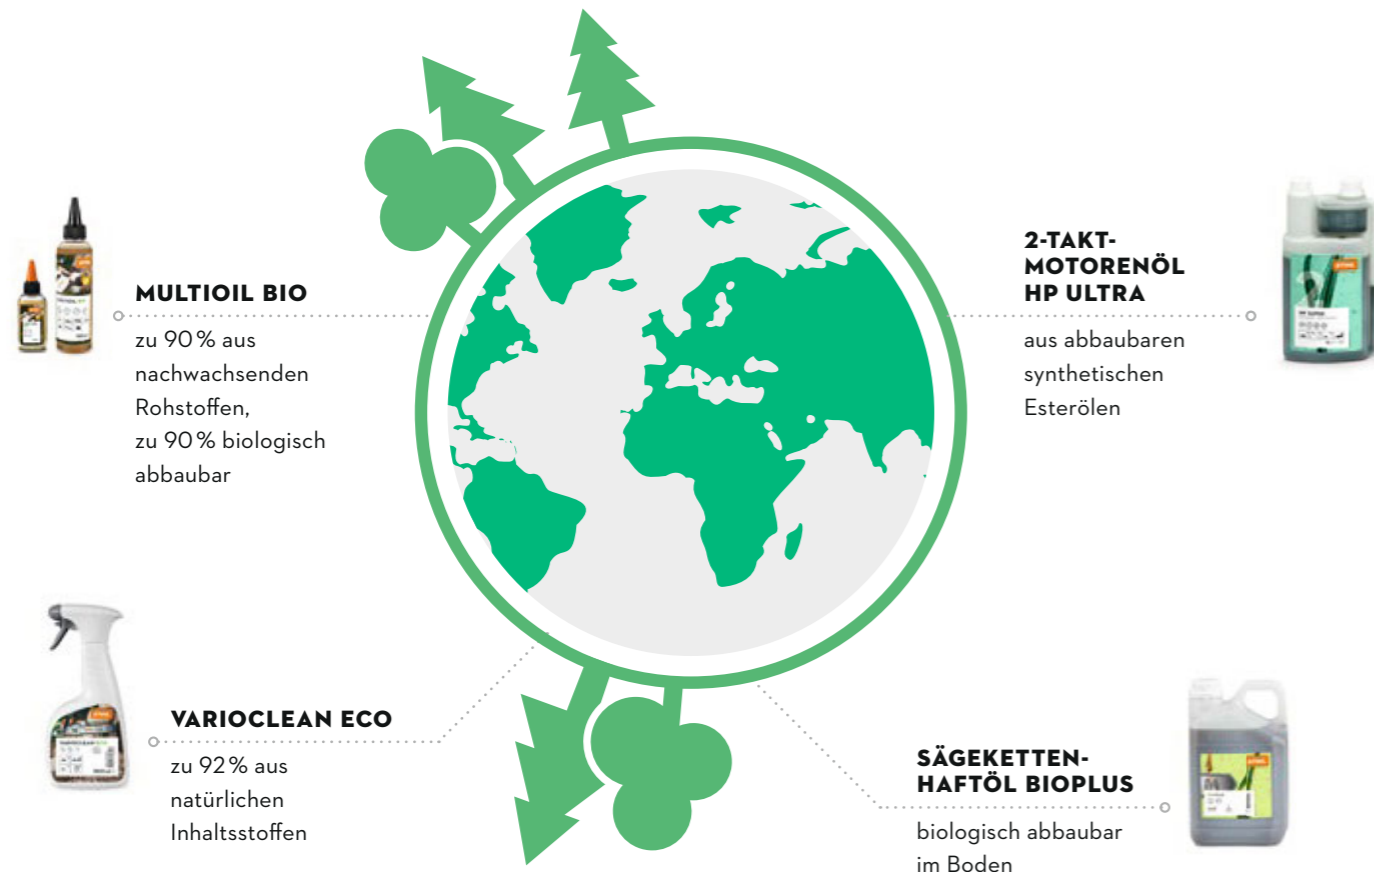 MULTIOIL BIO
zu 90 % aus
nachwachsenden
Rohstoffen,
zu 90 % biologisch
abbaubar
2-TAKT-
MOTORENÖL
HP ULTRA
aus abbaubaren
synthetischen
Esterölen
VARIOCLEAN ECO
zu 92 % aus
natürlichen
Inhaltsstoffen
SÄGEKETTEN-
HAFTÖL BIOPLUS
biologisch abbaubar
im Boden